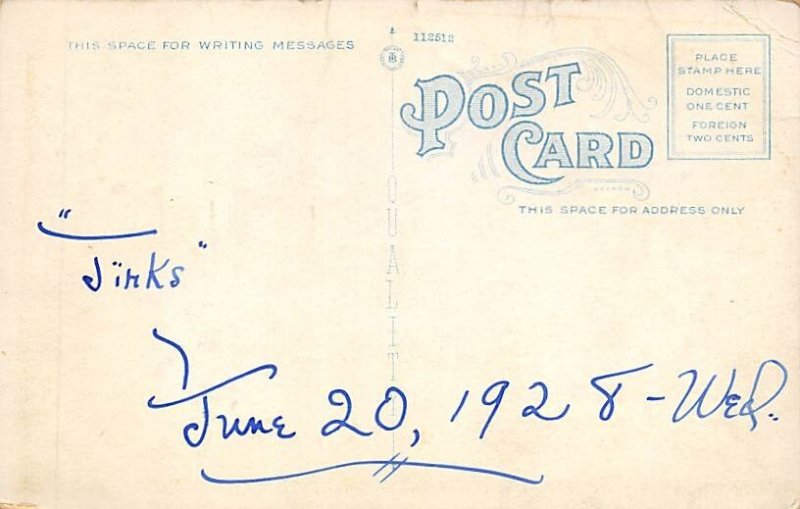 THIS SPACE FOR WRITING MESSAGES
112512
POST CARD
PLACE
STAMP HERE
DOMESTIC
ONE CENT
FOREIGN
TWO CENTS
THIS SPACE FOR ADDRESS ONLY
QUALIT
"Jinks"
June 20, 1928 - Wed.